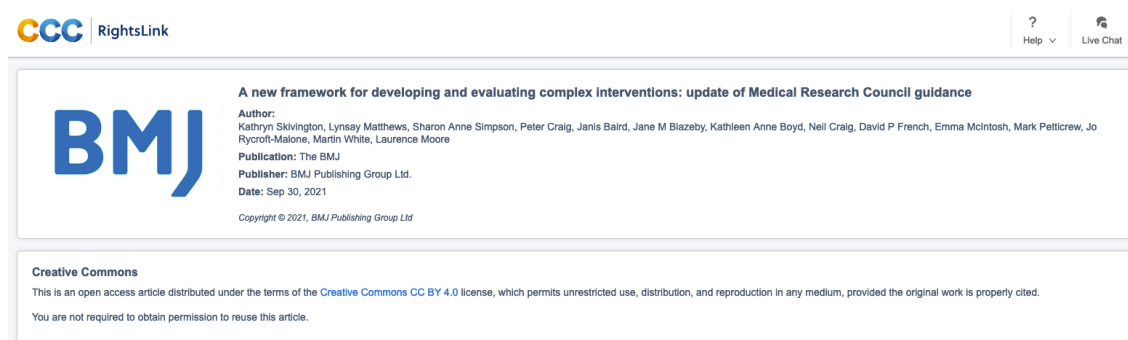 CCC RightsLink
?
Help
Live Chat
BMJ
A new framework for developing and evaluating complex interventions: update of Medical Research Council guidance
Author:
Kathryn Skivington, Lynsay Matthews, Sharon Anne Simpson, Peter Craig, Janis Baird, Jane M Blazeby, Kathleen Anne Boyd, Neil Craig, David P French, Emma McIntosh, Mark Petticrew, Jo
Rycroft-Malone, Martin White, Laurence Moore
Publication: The BMJ
Publisher: BMJ Publishing Group Ltd.
Date: Sep 30, 2021
Copyright © 2021, BMJ Publishing Group Ltd
Creative Commons
This is an open access article distributed under the terms of the Creative Commons CC BY 4.0 license, which permits unrestricted use, distribution, and reproduction in any medium, provided the original work is properly cited.
You are not required to obtain permission to reuse this article.